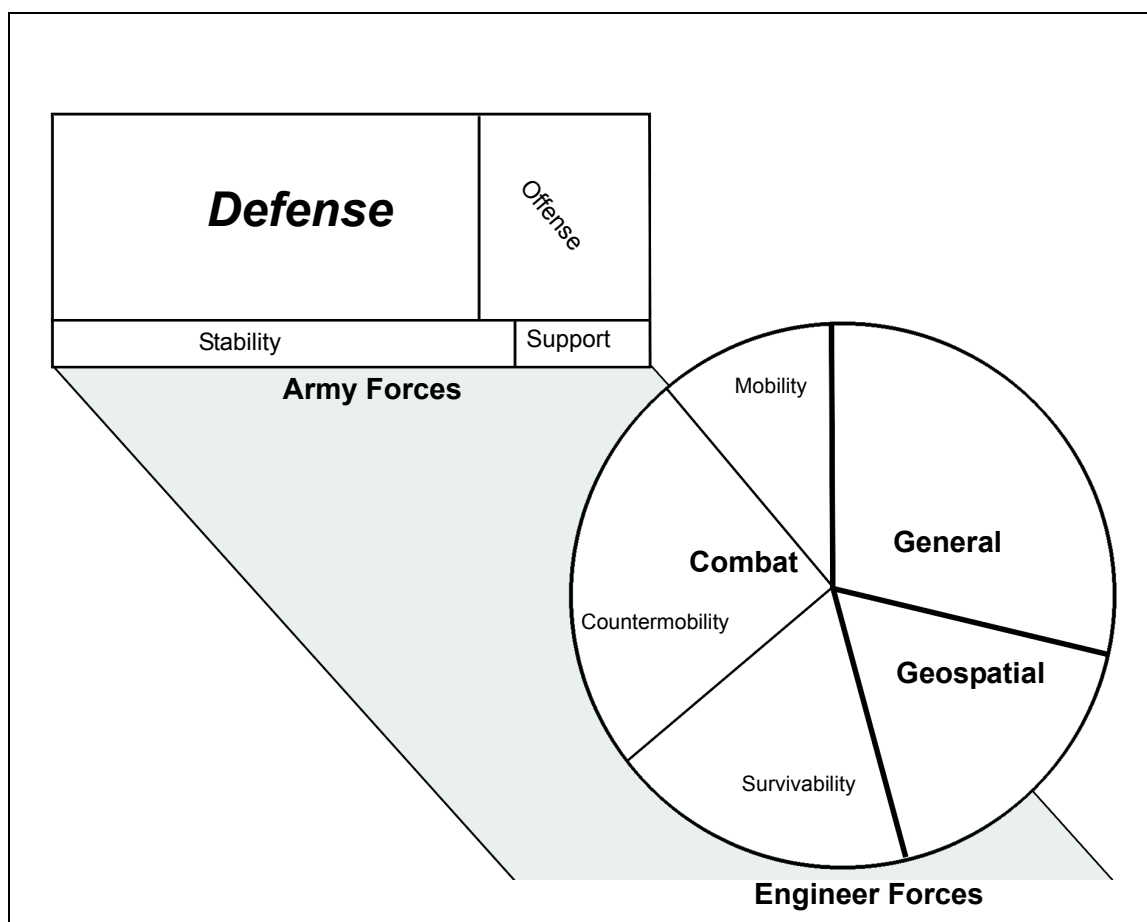 Defense
Offense
Stability
Support
Army Forces
Mobility
General
Combat
Countermobility
Geospatial
Survivability
Engineer Forces